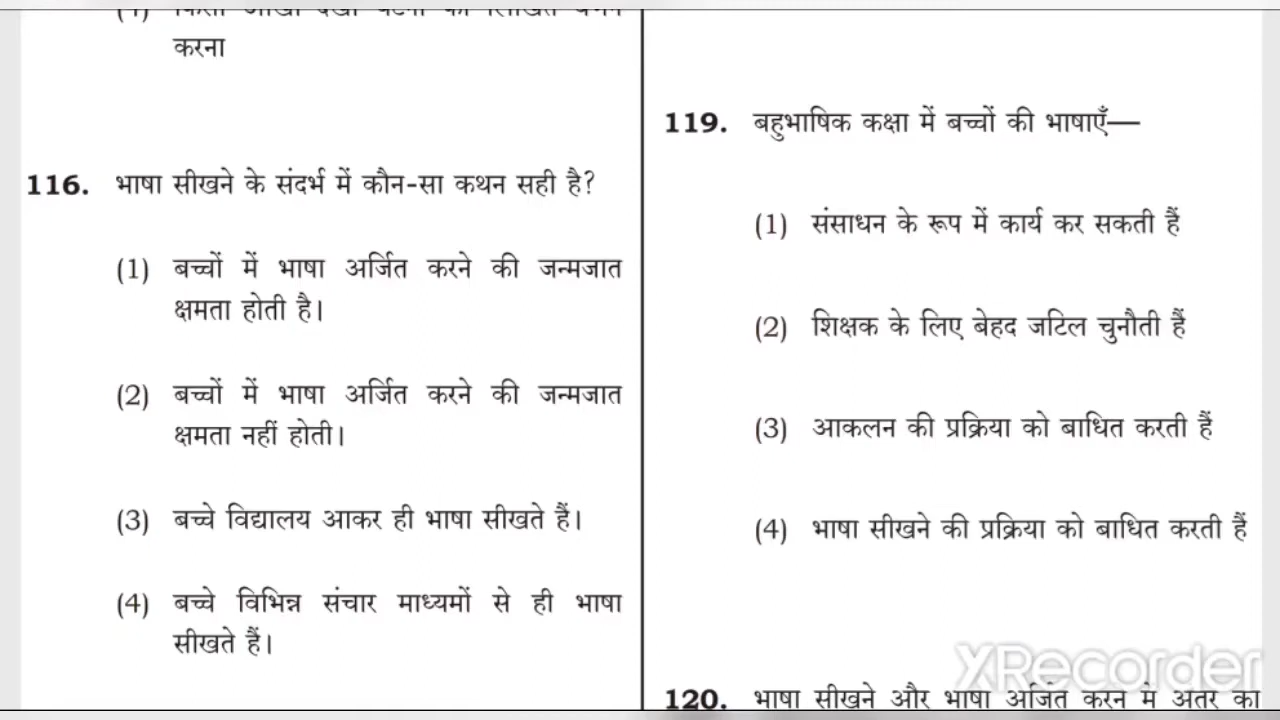 करना
116. भाषा सीखने के संदर्भ में कौन-सा कथन सही है?
(1) बच्चों में भाषा अर्जित करने की जन्मजात
क्षमता होती है।
(2) बच्चों में भाषा अर्जित करने की जन्मजात
क्षमता नहीं होती।
(3) बच्चे विद्यालय आकर ही भाषा सीखते हैं।
(4) बच्चे विभिन्न संचार माध्यमों से ही भाषा
सीखते हैं।
119. बहुभाषिक कक्षा में बच्चों की भाषाएँ—
(1) संसाधन के रूप में कार्य कर सकती हैं
(2) शिक्षक के लिए बेहद जटिल चुनौती हैं
(3) आकलन की प्रक्रिया को बाधित करती हैं
(4) भाषा सीखने की प्रक्रिया को बाधित करती हैं
120. भाषा सीखने और भाषा अर्जित करने में अंतर का
XRecorder